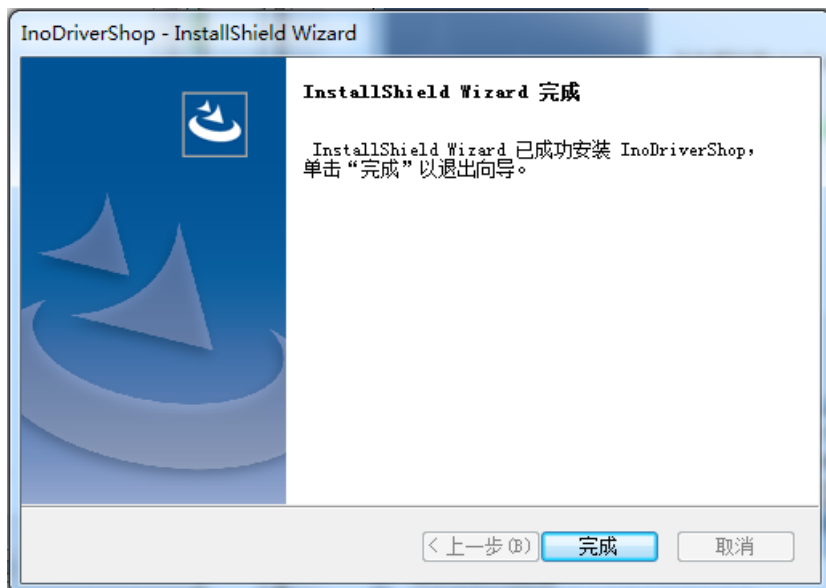 InoDriverShop - InstallShield Wizard
InstallShield Wizard 完成
InstallShield Wizard 已成功安装 InoDriverShop，
单击“完成”以退出向导。
< 上一步(B)
完成
取消